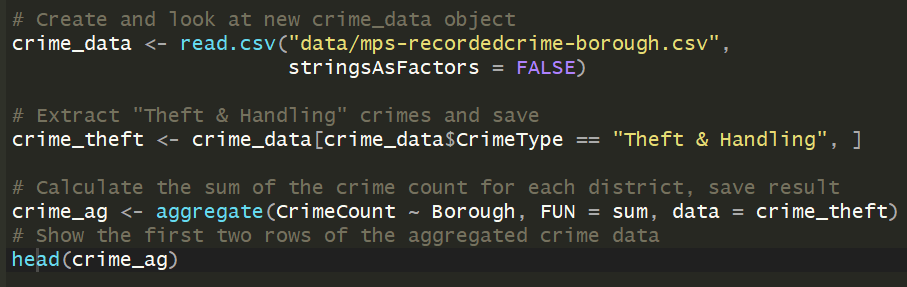 # Create and look at new crime_data object
crime_data <- read.csv("data/mps-recordedcrime-borough.csv",
                       stringsAsFactors = FALSE)
# Extract "Theft & Handling" crimes and save
crime_theft <- crime_data[crime_data$CrimeType == "Theft & Handling", ]
# Calculate the sum of the crime count for each district, save result
crime_ag <- aggregate(CrimeCount ~ Borough, FUN = sum, data = crime_theft)
# Show the first two rows of the aggregated crime data
head(crime_ag)